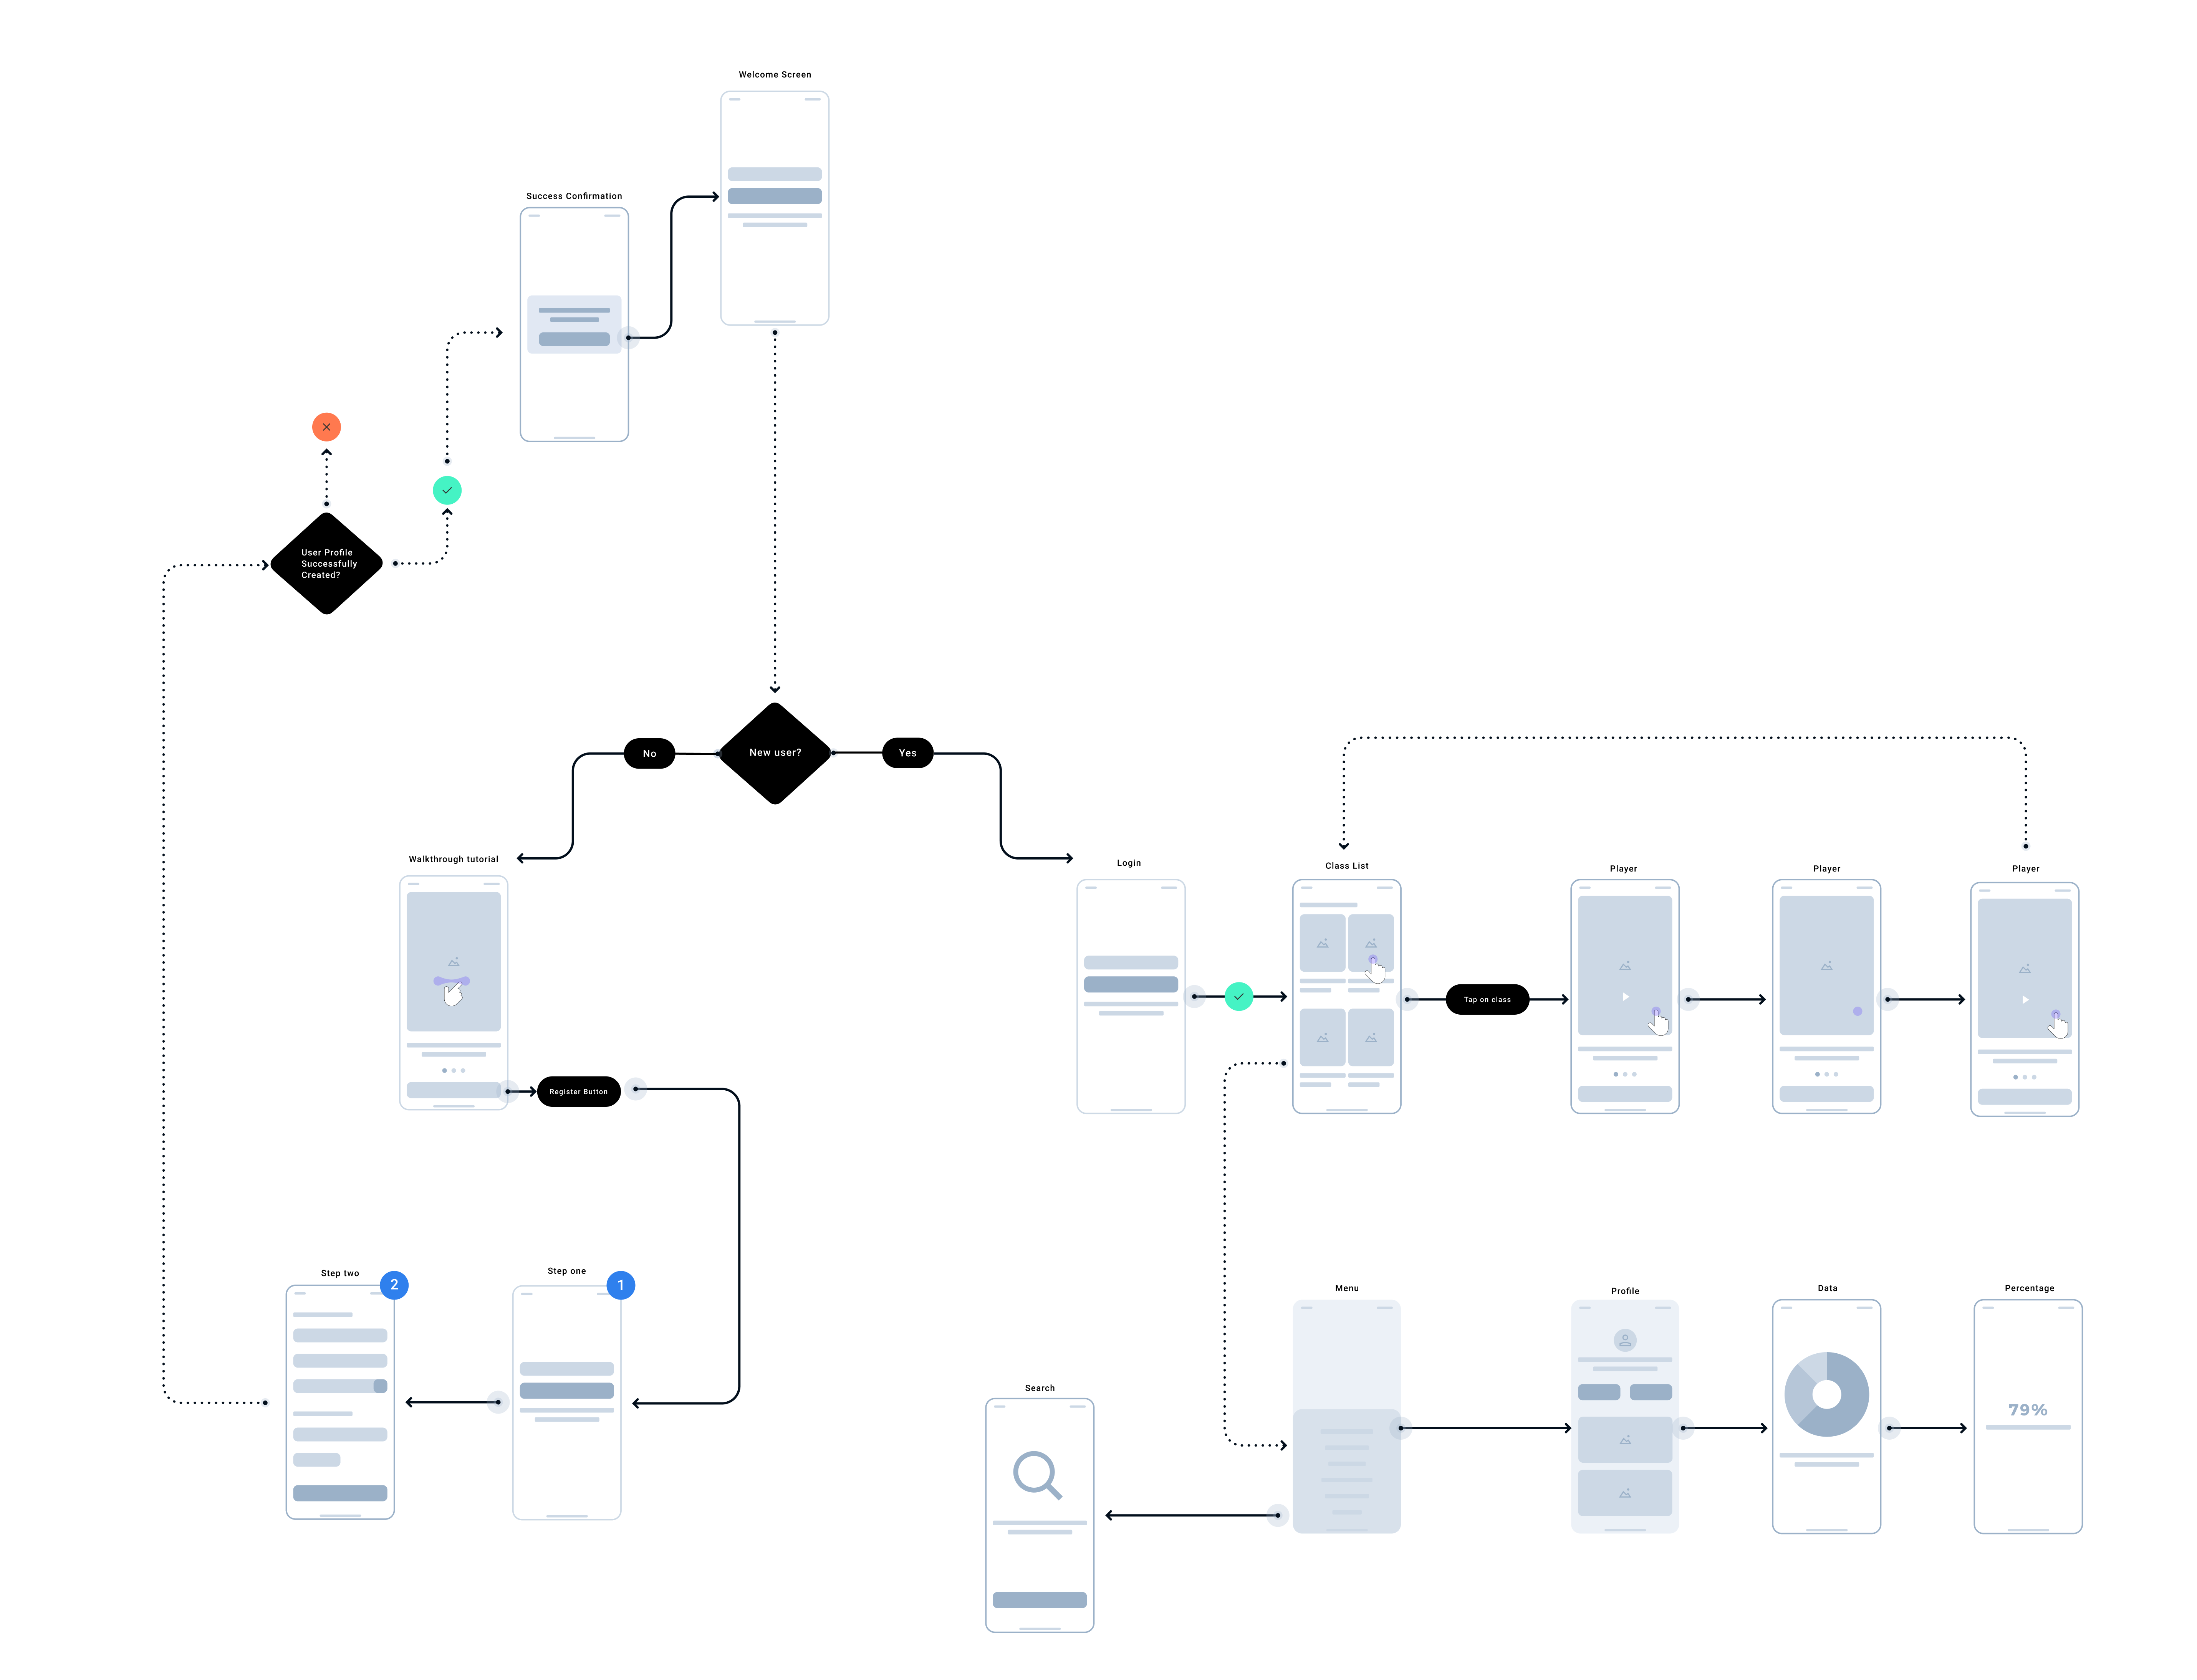 Welcome Screen
Success Confirmation
User Profile
Successfully
Created?
No
New user?
Yes
Walkthrough tutorial
Login
Class List
Player
Player
Player
Tap on class
Register Button
Step two
2
Step one
1
Menu
Profile
Data
Percentage
Search
79%